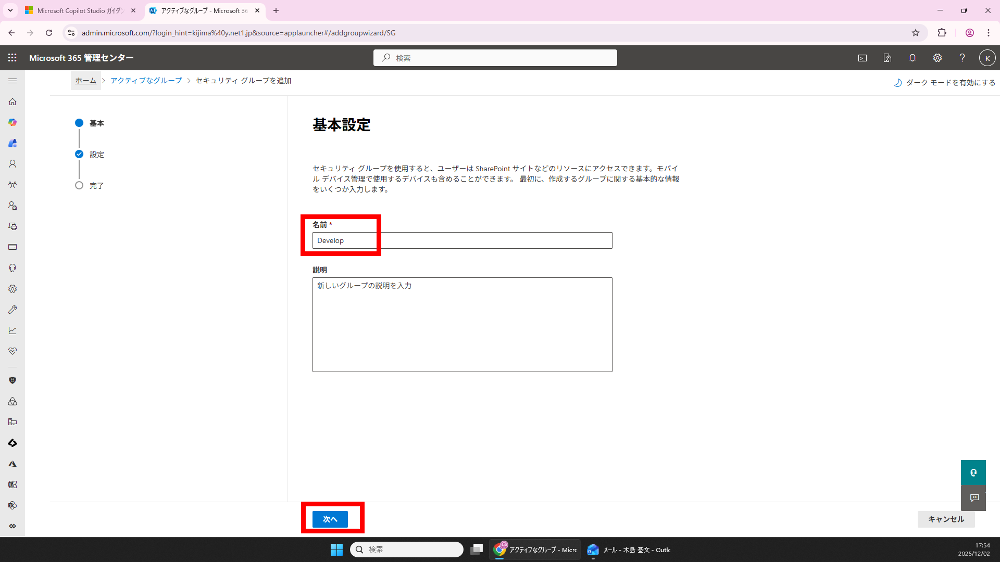 Microsoft Copilot Studio ガイダン
アクティブなグループ - Microsoft 36
admin.microsoft.com/?login_hint=kijima%40y.net1.jp&source=applauncher#/addgroupwizard/SG
Microsoft 365 管理センター
検索
K
ホーム > アクティブなグループ > セキュリティ グループを追加
ダーク モードを有効にする
基本
設定
完了
基本設定
セキュリティ グループを使用すると、ユーザーは SharePoint サイトなどのリソースにアクセスできます。モバイ
ル デバイス管理で使用するデバイスも含めることができます。 最初に、作成するグループに関する基本的な情報
をいくつか入力します。
名前 *
Develop
説明
新しいグループの説明を入力
次へ
キャンセル
検索
アクティブなグループ - Micrc
メール - 木島 基文 - Outlc
17:54
2025/12/02